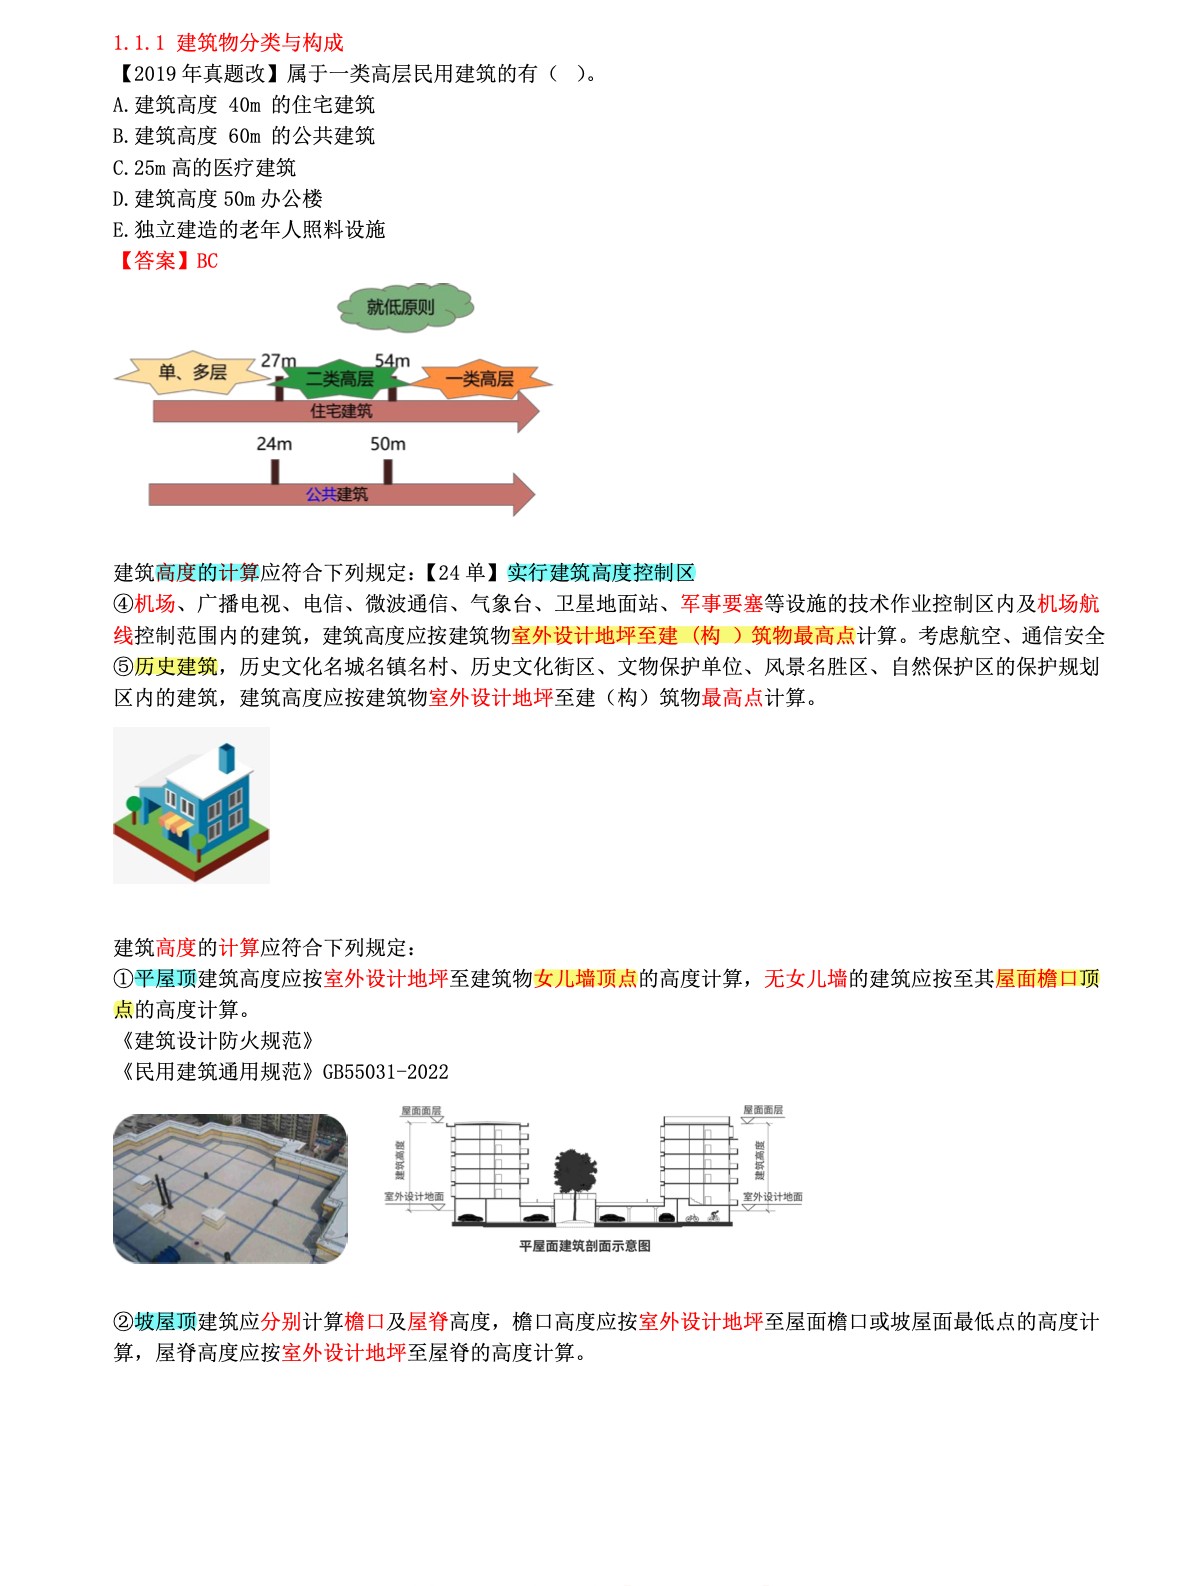 1.1.1 建筑物分类与构成
【2019年真题改】属于一类高层民用建筑的有（ ）。
A.建筑高度 40m 的住宅建筑
B.建筑高度 60m 的公共建筑
C.25m高的医疗建筑
D.建筑高度50m办公楼
E.独立建造的老年人照料设施
【答案】BC
就低原则
单、多层 27m 二类高层 54m 一类高层
住宅建筑
24m 50m
公共建筑
建筑高度的计算应符合下列规定:【24单】实行建筑高度控制区
④机场、广播电视、电信、微波通信、气象台、卫星地面站、军事要塞等设施的技术作业控制区内及机场航
线控制范围内的建筑，建筑高度应按建筑物室外设计地坪至建（构 ）筑物最高点计算。考虑航空、通信安全
⑤历史建筑，历史文化名城名镇名村、历史文化街区、文物保护单位、风景名胜区、自然保护区的保护规划
区内的建筑，建筑高度应按建筑物室外设计地坪至建（构）筑物最高点计算。
建筑高度的计算应符合下列规定:
①平屋顶建筑高度应按室外设计地坪至建筑物女儿墙顶点的高度计算，无女儿墙的建筑应按至其屋面檐口顶
点的高度计算。
《建筑设计防火规范》
《民用建筑通用规范》GB55031-2022
屋面面层 屋面面层
建筑高度 建筑高度
室外设计地面 室外设计地面
平屋面建筑剖面示意图
②坡屋顶建筑应分别计算檐口及屋脊高度，檐口高度应按室外设计地坪至屋面檐口或坡屋面最低点的高度计
算，屋脊高度应按室外设计地坪至屋脊的高度计算。